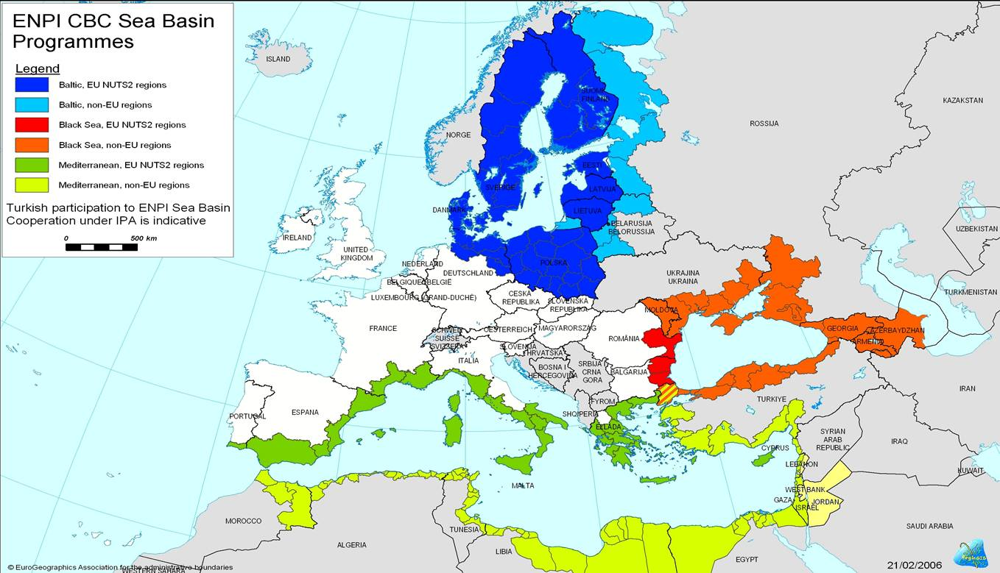 ENPI CBC Sea Basin
Programmes
Legend
Baltic, EU NUTS2 regions
Baltic, non-EU regions
Black Sea, EU NUTS2 regions
Black Sea, non-EU regions
Mediterranean, EU NUTS2 regions
Mediterranean, non-EU regions
Turkish participation to ENPI Sea Basin
Cooperation under IPA is indicative
0 500 km
ISLAND
NORGE
SUOMI
FINLAND
ROSSIJA
KAZAKSTAN
SVERIGE
EESTI
LATVIJA
LIETUVA
DANMARK
BELARUSIJA
BELORUSSIJA
IRELAND
UNITED
KINGDOM
UZBEKISTAN
NEDERLAND
DEUTSCHLAND
POLSKA
BELGIQUE-BELGIË
LUXEMBOURG (GRAND-DUCHÉ)
UKRAJINA
UKRAINA
TURKMENISTAN
CESKA
REPUBLIKA
SLOVENSKA
REPUBLIKA
MOLDOVA
FRANCE
SCHWEIZ
SUISSE
SVIZZERA
OESTERREICH
MAGYARORSZAG
ROMÂNIA
GEORGIA
AZERBAYDZHAN
ARMENIA
SLOVENIJA
HRVATSKA
ITALIA
BOSNA I
HERCEGOVINA
SRBIJA I
CRNA
GORA
BALGARIJA
IRAN
FYROM
TURKIYE
PORTUGAL
ESPANA
SHQIPERIA
ELLADA
SYRIAN
ARAB
REPUBLIC
IRAQ
CYPRUS
LEBANON
KUWAIT
MALTA
WEST BANK
GAZA
JORDAN
ISRAEL
MOROCCO
TUNESIA
SAUDI ARABIA
ALGERIA
LIBIA
EGYPT
© EuroGeographics Association for the administrative boundaries
WESTERN SAHARA
21/02/2006